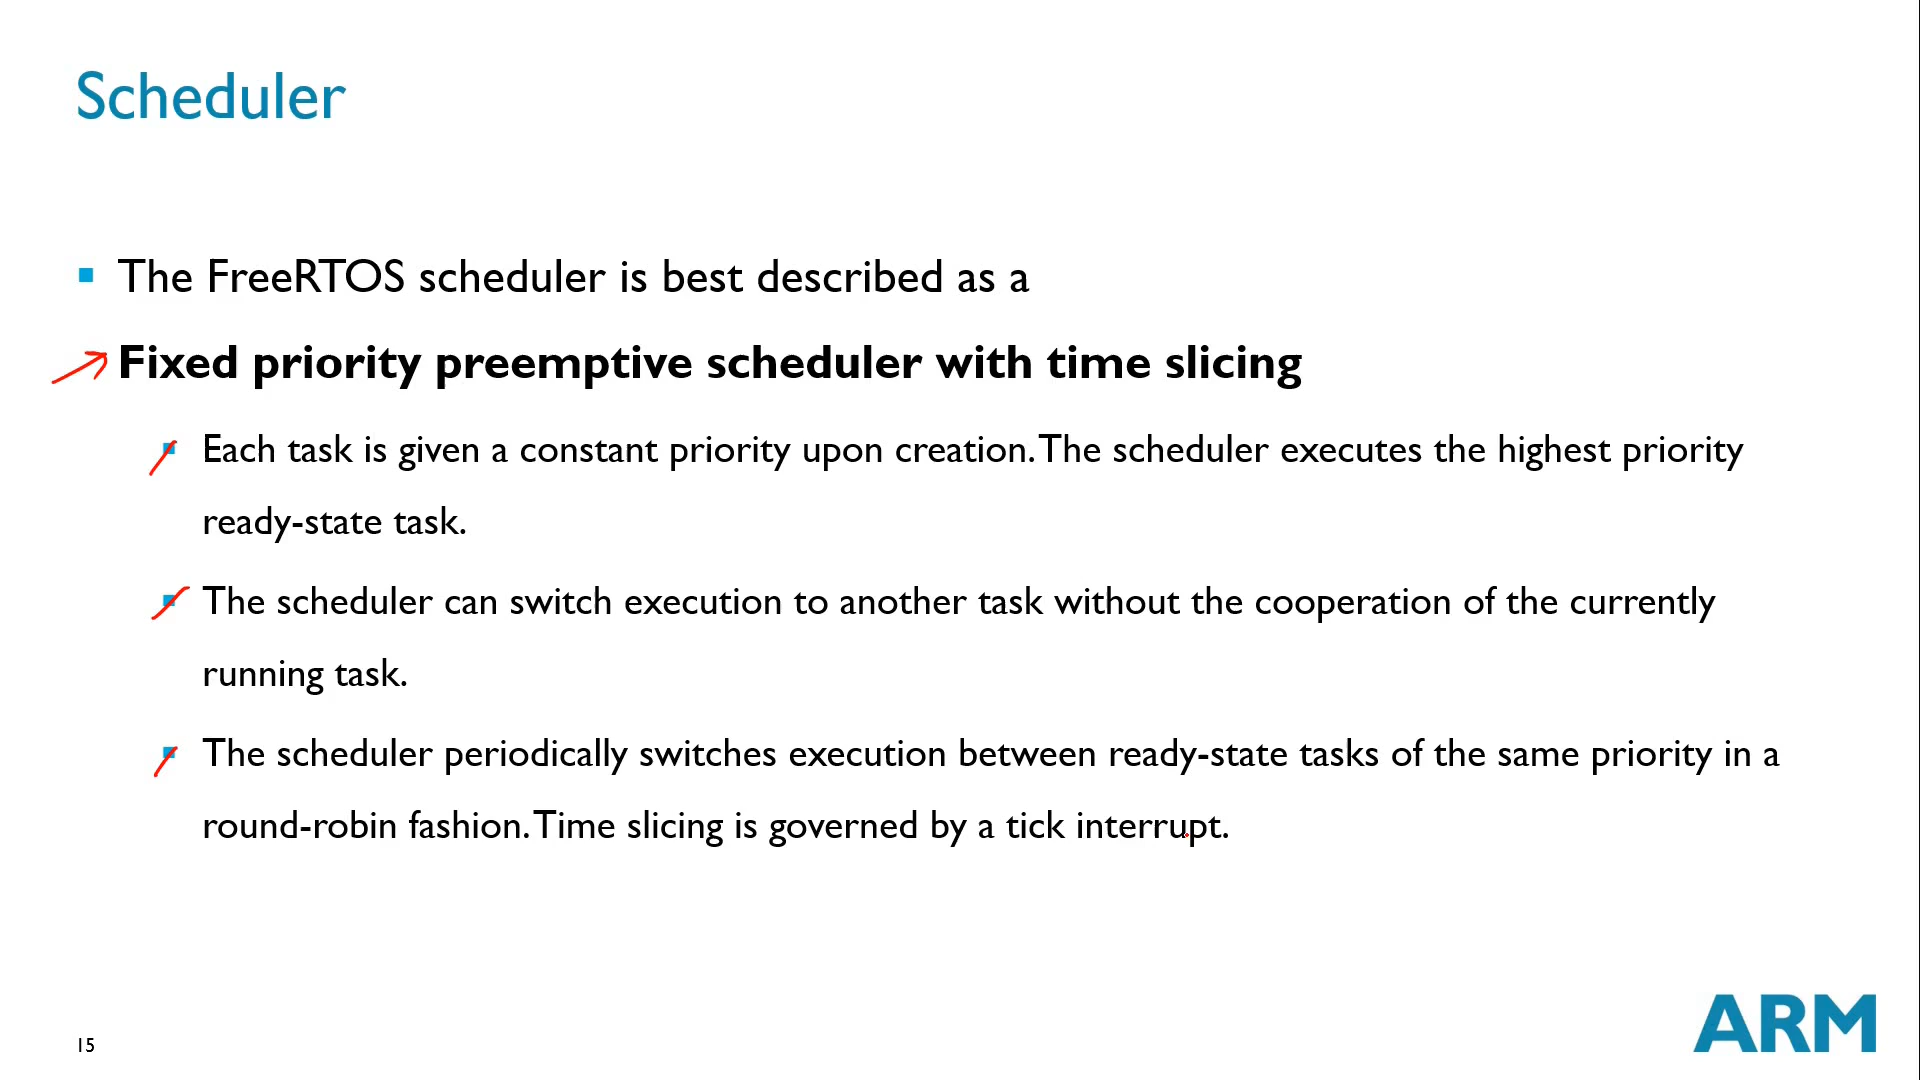 Scheduler
The FreeRTOS scheduler is best described as a
Fixed priority preemptive scheduler with time slicing
Each task is given a constant priority upon creation. The scheduler executes the highest priority
ready-state task.
The scheduler can switch execution to another task without the cooperation of the currently
running task.
The scheduler periodically switches execution between ready-state tasks of the same priority in a
round-robin fashion. Time slicing is governed by a tick interrupt.
15
ARM